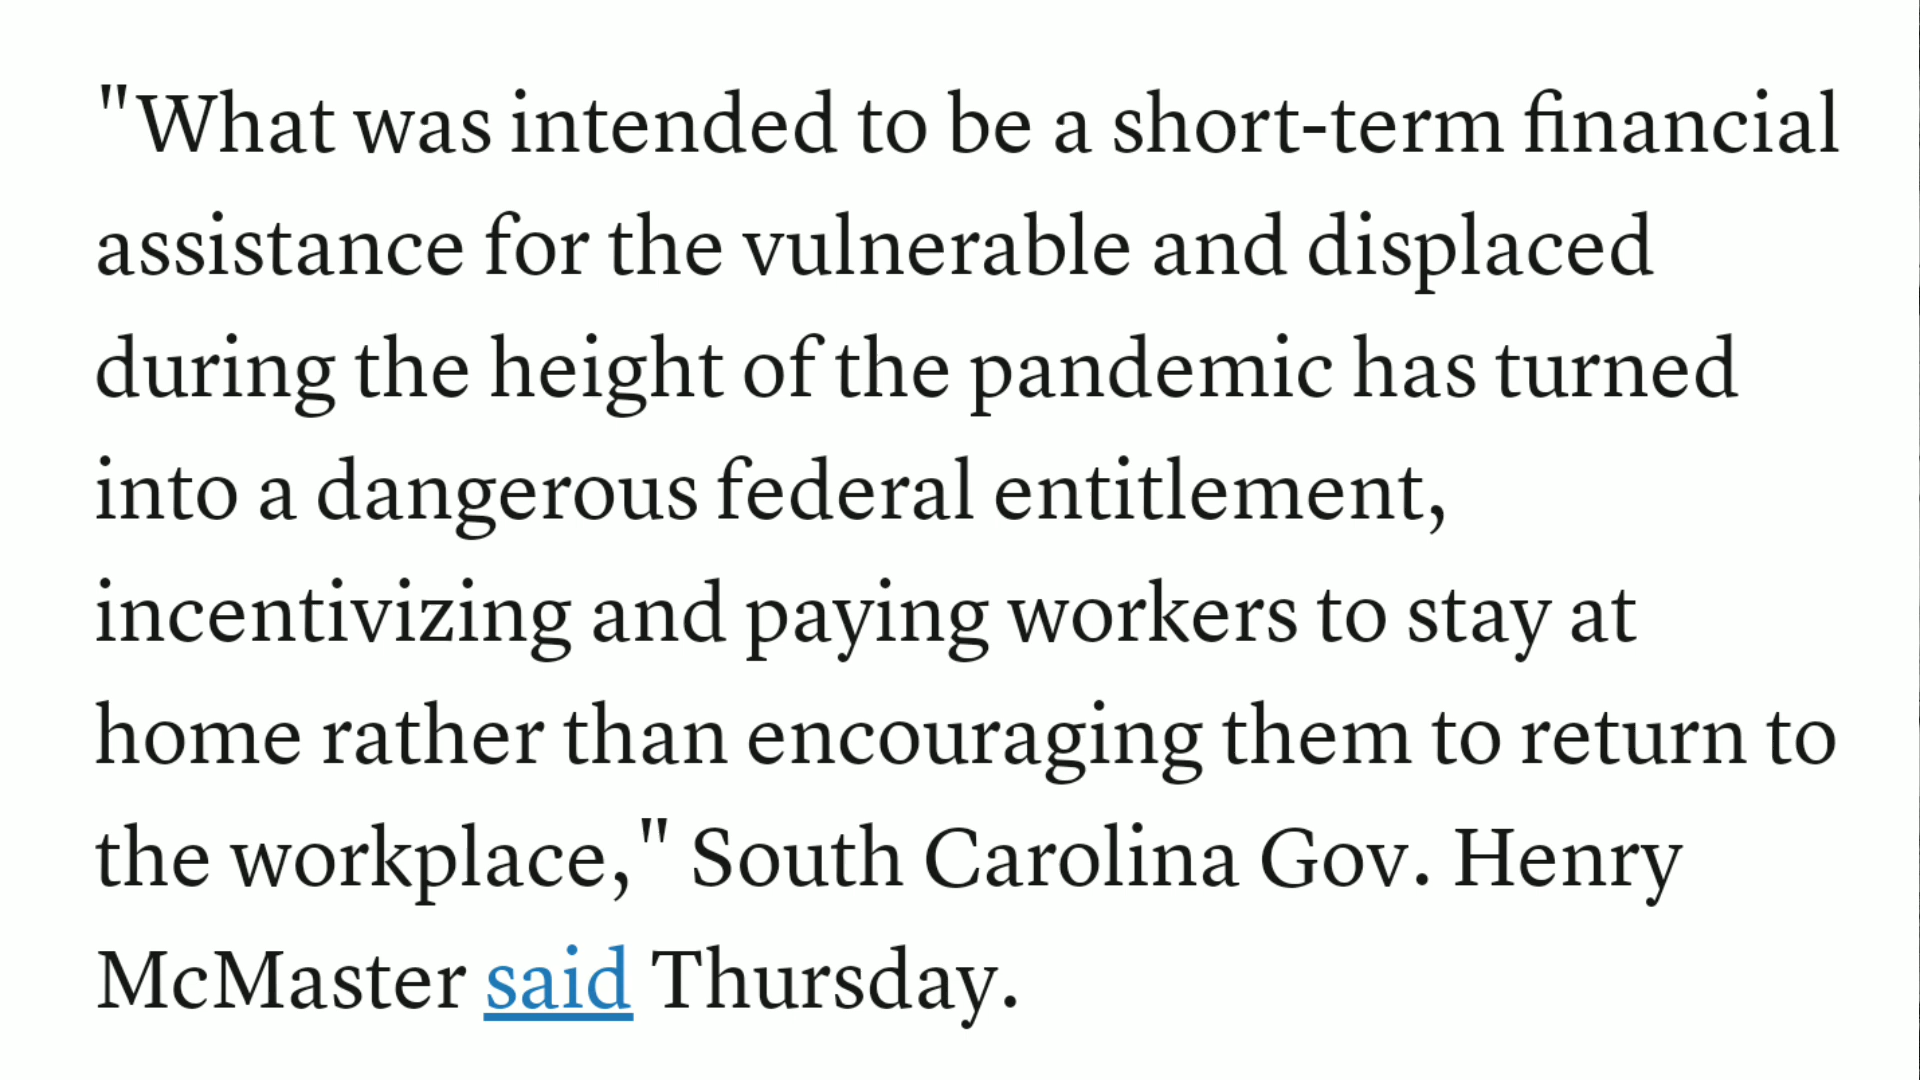 "What was intended to be a short-term financial
assistance for the vulnerable and displaced
during the height of the pandemic has turned
into a dangerous federal entitlement,
incentivizing and paying workers to stay at
home rather than encouraging them to return to
the workplace," South Carolina Gov. Henry
McMaster said Thursday.